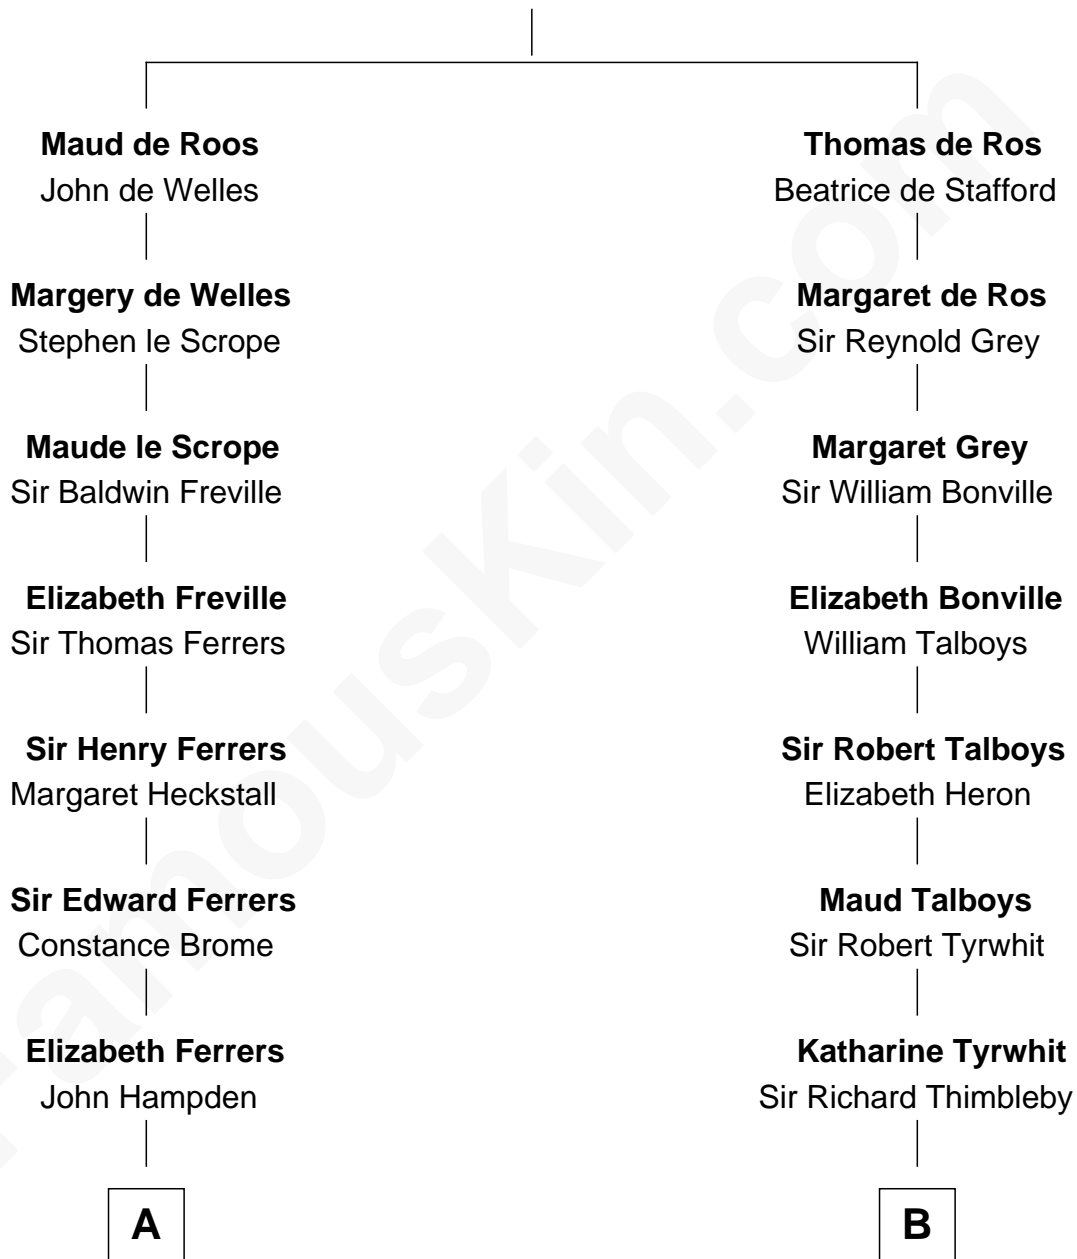 Maud de Roos
John de Welles
Margery de Welles
Stephen le Scrope
Maude le Scrope
Sir Baldwin Freville
Elizabeth Freville
Sir Thomas Ferrers
Sir Henry Ferrers
Margaret Heckstall
Sir Edward Ferrers
Constance Brome
Elizabeth Ferrers
John Hampden
A
Thomas de Ros
Beatrice de Stafford
Margaret de Ros
Sir Reynold Grey
Margaret Grey
Sir William Bonville
Elizabeth Bonville
William Talboys
Sir Robert Talboys
Elizabeth Heron
Maud Talboys
Sir Robert Tyrwhit
Katharine Tyrwhit
Sir Richard Thimbleby
B
FamousKin.com